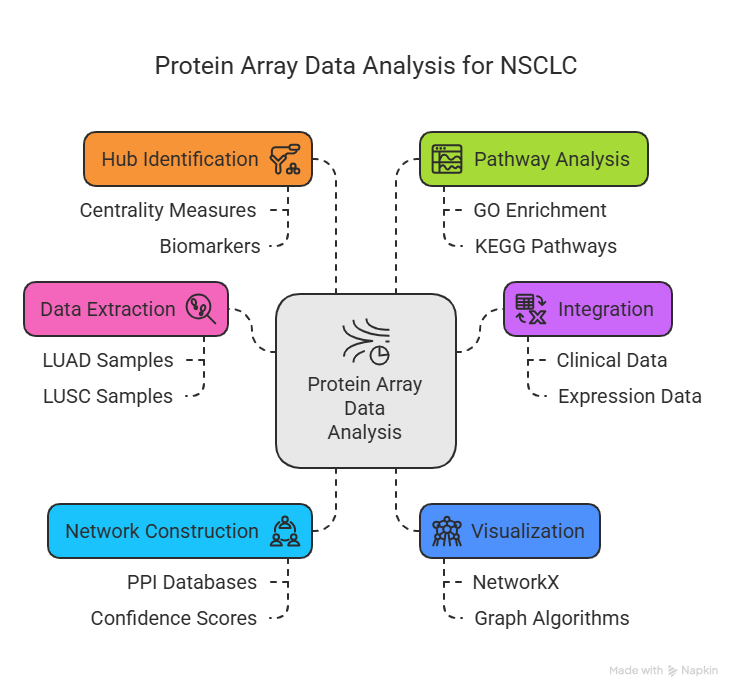 Protein Array Data Analysis for NSCLC
Hub Identification
Centrality Measures
Biomarkers
Pathway Analysis
GO Enrichment
KEGG Pathways
Data Extraction
LUAD Samples
LUSC Samples
Protein Array
Data
Analysis
Integration
Clinical Data
Expression Data
Network Construction
PPI Databases
Confidence Scores
Visualization
NetworkX
Graph Algorithms
Made with Napkin